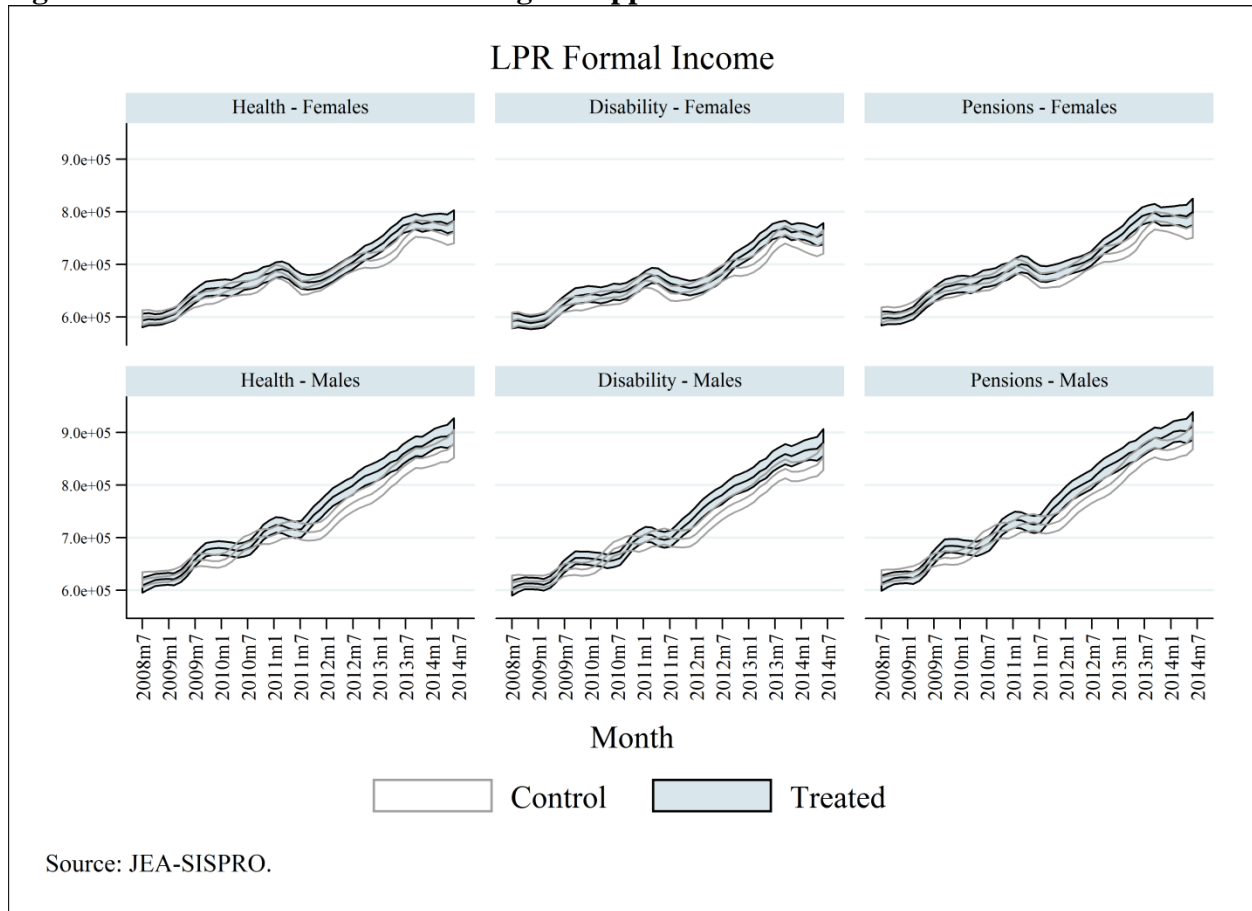 LPR Formal Income
Health - Females
Disability - Females
Pensions - Females
9.0e+05
8.0e+05
7.0e+05
6.0e+05
Health - Males
Disability - Males
Pensions - Males
9.0e+05
8.0e+05
7.0e+05
6.0e+05
2008m7
2009m1
2009m7
2010m1
2010m7
2011m1
2011m7
2012m1
2012m7
2013m1
2013m7
2014m1
2014m7
2008m7
2009m1
2009m7
2010m1
2010m7
2011m1
2011m7
2012m1
2012m7
2013m1
2013m7
2014m1
2014m7
2008m7
2009m1
2009m7
2010m1
2010m7
2011m1
2011m7
2012m1
2012m7
2013m1
2013m7
2014m1
2014m7
Month
Control
Treated
Source: JEA-SISPRO.